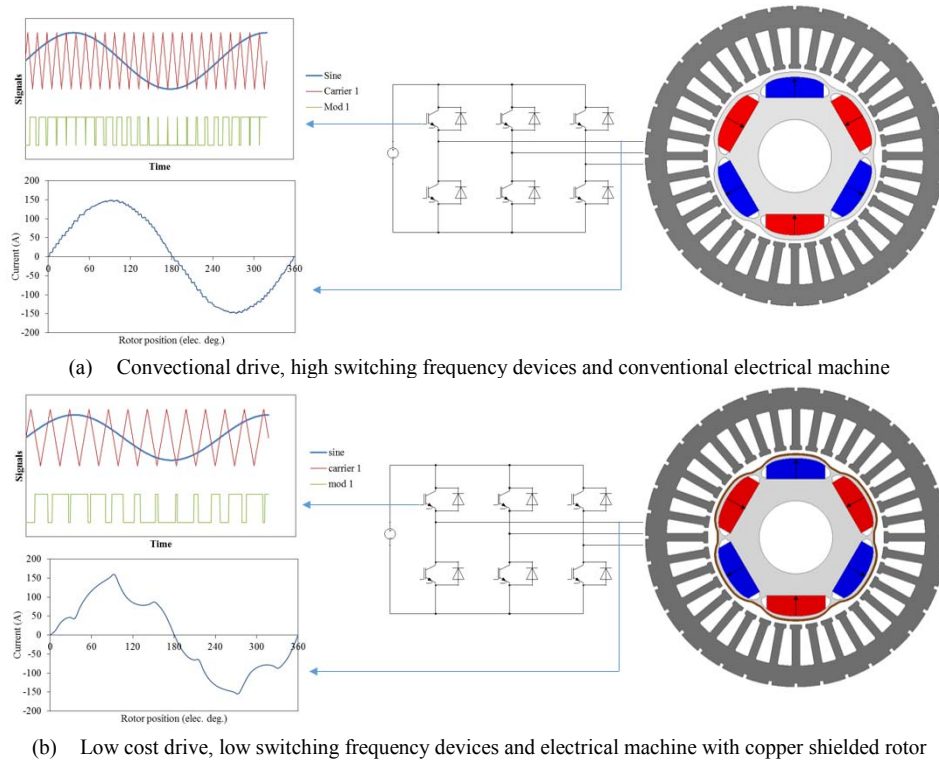 Signals
Sine
Carrier 1
Mod 1
Time
200
150
100
50
0
-50
-100
-150
-200
0 60 120 180 240 300 360
Current (A)
Rotor position (elec. deg.)
(a) Convectional drive, high switching frequency devices and conventional electrical machine
Signals
sine
carrier 1
mod 1
Time
200
150
100
50
0
-50
-100
-150
-200
0 60 120 180 240 300 360
Current (A)
Rotor position (elec. deg.)
(b) Low cost drive, low switching frequency devices and electrical machine with copper shielded rotor